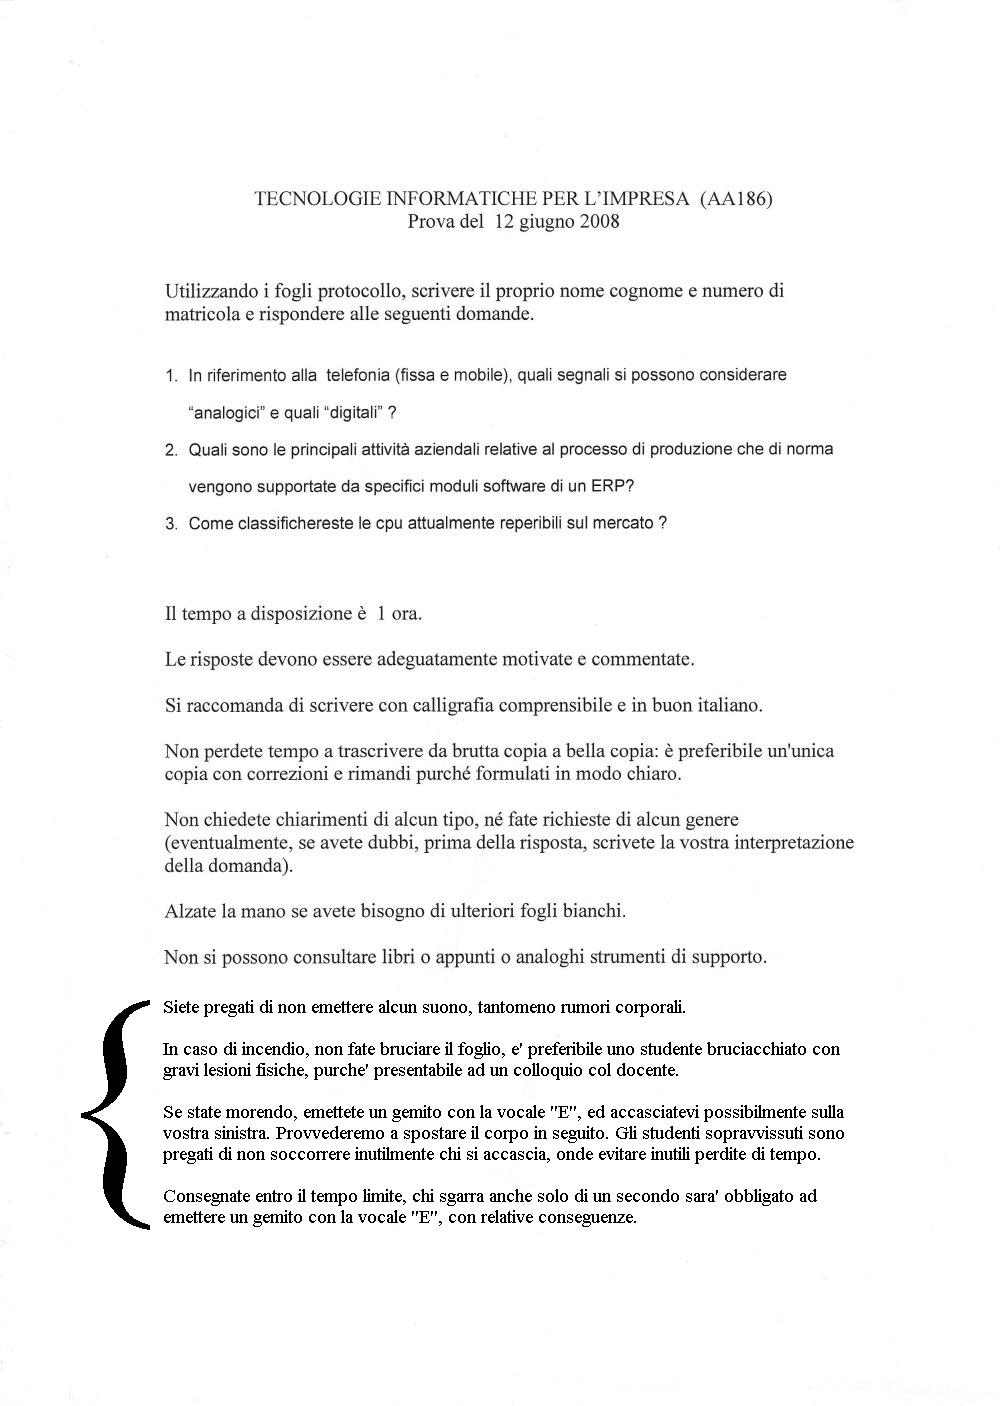 TECNOLOGIE INFORMATICHE PER L’IMPRESA  (AA186)
Prova del  12 giugno 2008
Utilizzando i fogli protocollo, scrivere il proprio nome cognome e numero di
matricola e rispondere alle seguenti domande.
1.  In riferimento alla  telefonia (fissa e mobile), quali segnali si possono considerare
“analogici” e quali “digitali” ?
2.  Quali sono le principali attività aziendali relative al processo di produzione che di norma
vengono supportate da specifici moduli software di un ERP?
3.  Come classifichereste le cpu attualmente reperibili sul mercato ?
Il tempo a disposizione è  1 ora.
Le risposte devono essere adeguatamente motivate e commentate.
Si raccomanda di scrivere con calligrafia comprensibile e in buon italiano.
Non perdete tempo a trascrivere da brutta copia a bella copia: è preferibile un'unica
copia con correzioni e rimandi purché formulati in modo chiaro.
Non chiedete chiarimenti di alcun tipo, né fate richieste di alcun genere
(eventualmente, se avete dubbi, prima della risposta, scrivete la vostra interpretazione
della domanda).
Alzate la mano se avete bisogno di ulteriori fogli bianchi.
Non si possono consultare libri o appunti o analoghi strumenti di supporto.
Siete pregati di non emettere alcun suono, tantomeno rumori corporali.
In caso di incendio, non fate bruciare il foglio, e' preferibile uno studente bruciacchiato con
gravi lesioni fisiche, purche' presentabile ad un colloquio col docente.
Se state morendo, emettete un gemito con la vocale "E", ed accasciatevi possibilmente sulla
vostra sinistra. Provvederemo a spostare il corpo in seguito. Gli studenti sopravvissuti sono
pregati di non soccorrere inutilmente chi si accascia, onde evitare inutili perdite di tempo.
Consegnate entro il tempo limite, chi sgarra anche solo di un secondo sara' obbligato ad
emettere un gemito con la vocale "E", con relative conseguenze.